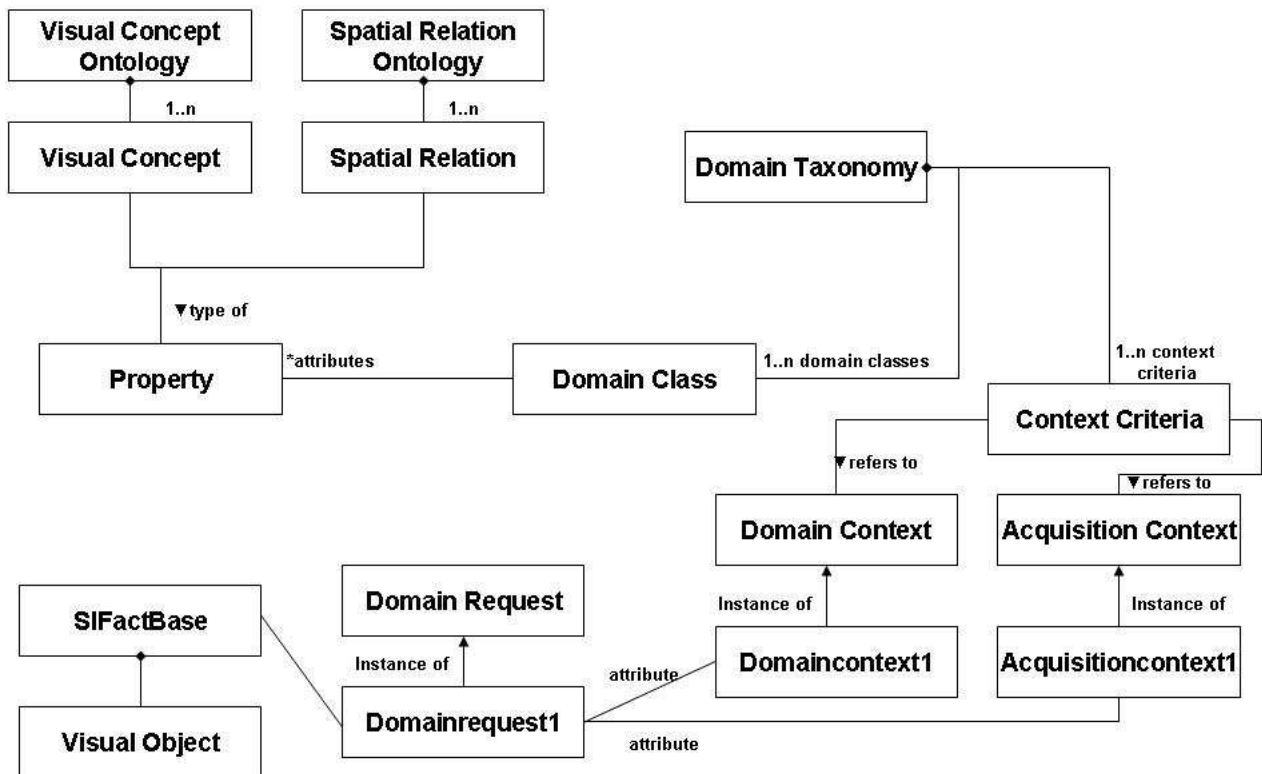 Visual Concept
Ontology
Spatial Relation
Ontology
1..n
1..n
Visual Concept
Spatial Relation
Domain Taxonomy
▼type of
Property
*attributes
Domain Class
1..n domain classes
1..n context
criteria
Context Criteria
▼refers to
▼refers to
Domain Context
Acquisition Context
SIFactBase
Domain Request
Instance of
Instance of
Instance of
Domaincontext1
Acquisitioncontext1
attribute
Visual Object
Domainrequest1
attribute